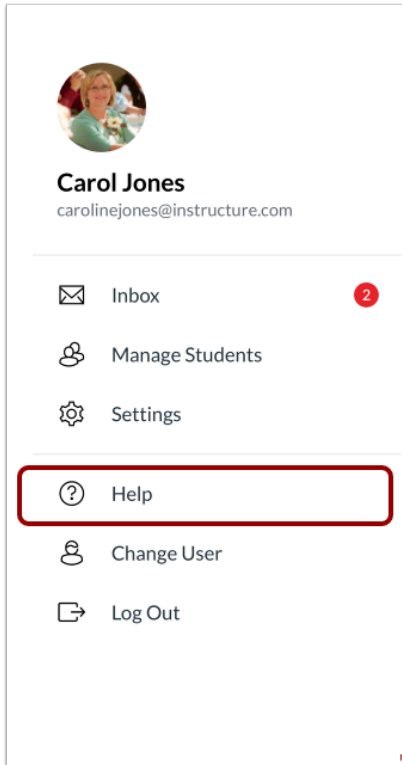 Carol Jones
carolinejones@instructure.com
Inbox 2
Manage Students
Settings
Help
Change User
Log Out